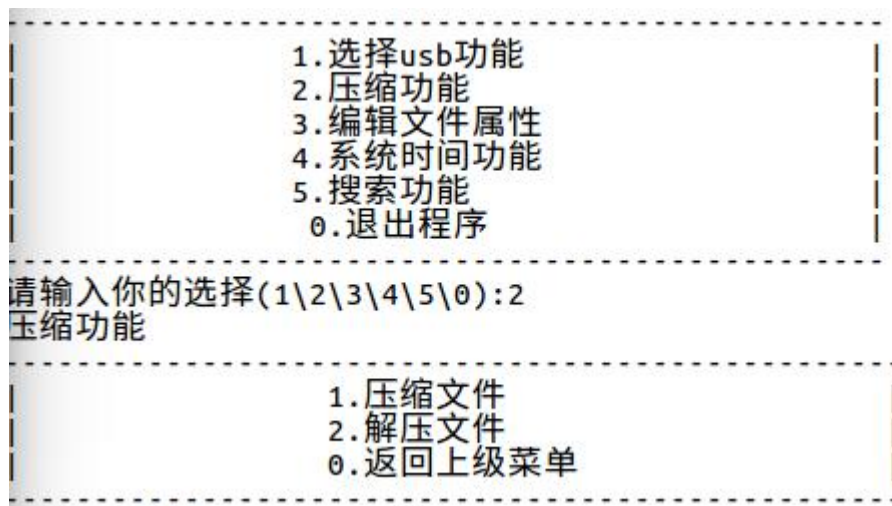 1.选择usb功能
2.压缩功能
3.编辑文件属性
4.系统时间功能
5.搜索功能
0.退出程序
请输入你的选择(1\2\3\4\5\0):2
压缩功能
1.压缩文件
2.解压文件
0.返回上级菜单